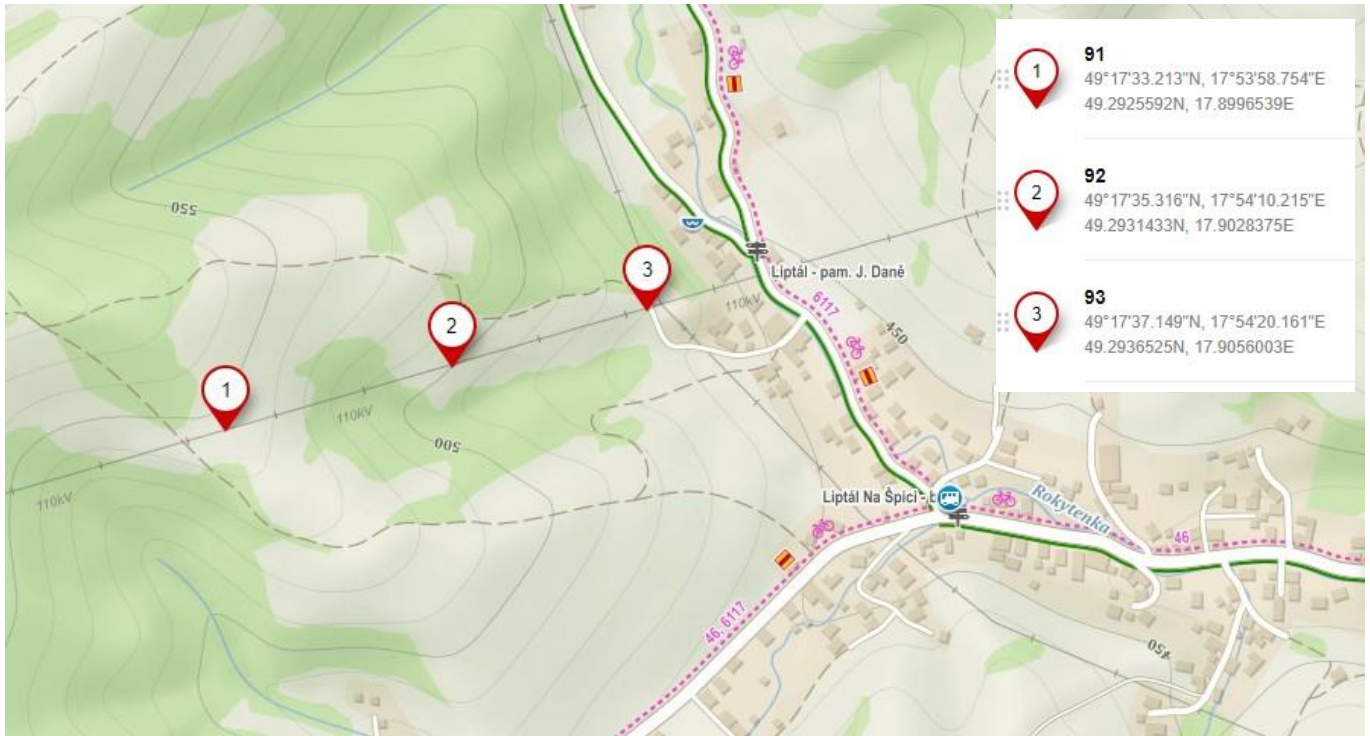 550
1
2
3
110kV
110kV
110kV
500
Liptál - pam. J. Daně
6117
450
Liptál Na Špici - b
Rokytenka
46
46, 6117
450
1
91
49°17'33.213"N, 17°53'58.754"E
49.2925592N, 17.8996539E
2
92
49°17'35.316"N, 17°54'10.215"E
49.2931433N, 17.9028375E
3
93
49°17'37.149"N, 17°54'20.161"E
49.2936525N, 17.9056003E